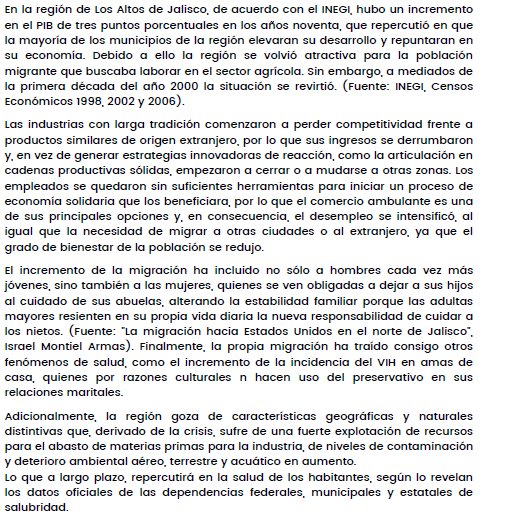 En la región de Los Altos de Jalisco, de acuerdo con el INEGI, hubo un incremento
en el PIB de tres puntos porcentuales en los años noventa, que repercutió en que
la mayoría de los municipios de la región elevaran su desarrollo y repuntaran en
su economía. Debido a ello la región se volvió atractiva para la población
migrante que buscaba laborar en el sector agrícola. Sin embargo, a mediados de
la primera década del año 2000 la situación se revirtió. (Fuente: INEGI, Censos
Económicos 1998, 2002 y 2006).
Las industrias con larga tradición comenzaron a perder competitividad frente a
productos similares de origen extranjero, por lo que sus ingresos se derrumbaron
y, en vez de generar estrategias innovadoras de reacción, como la articulación en
cadenas productivas sólidas, empezaron a cerrar o a mudarse a otras zonas. Los
empleados se quedaron sin suficientes herramientas para iniciar un proceso de
economía solidaria que los beneficiara, por lo que el comercio ambulante es una
de sus principales opciones y, en consecuencia, el desempleo se intensificó, al
igual que la necesidad de migrar a otras ciudades o al extranjero, ya que el
grado de bienestar de la población se redujo.
El incremento de la migración ha incluido no sólo a hombres cada vez más
jóvenes, sino también a las mujeres, quienes se ven obligadas a dejar a sus hijos
al cuidado de sus abuelas, alterando la estabilidad familiar porque las adultas
mayores resienten en su propia vida diaria la nueva responsabilidad de cuidar a
los nietos. (Fuente: "La migración hacia Estados Unidos en el norte de Jalisco",
Israel Montiel Armas). Finalmente, la propia migración ha traído consigo otros
fenómenos de salud, como el incremento de la incidencia del VIH en amas de
casa, quienes por razones culturales n hacen uso del preservativo en sus
relaciones maritales.
Adicionalmente, la región goza de características geográficas y naturales
distintivas que, derivado de la crisis, sufre de una fuerte explotación de recursos
para el abasto de materias primas para la industria, de niveles de contaminación
y deterioro ambiental aéreo, terrestre y acuático en aumento.
Lo que a largo plazo, repercutirá en la salud de los habitantes, según lo revelan
los datos oficiales de las dependencias federales, municipales y estatales de
salubridad.